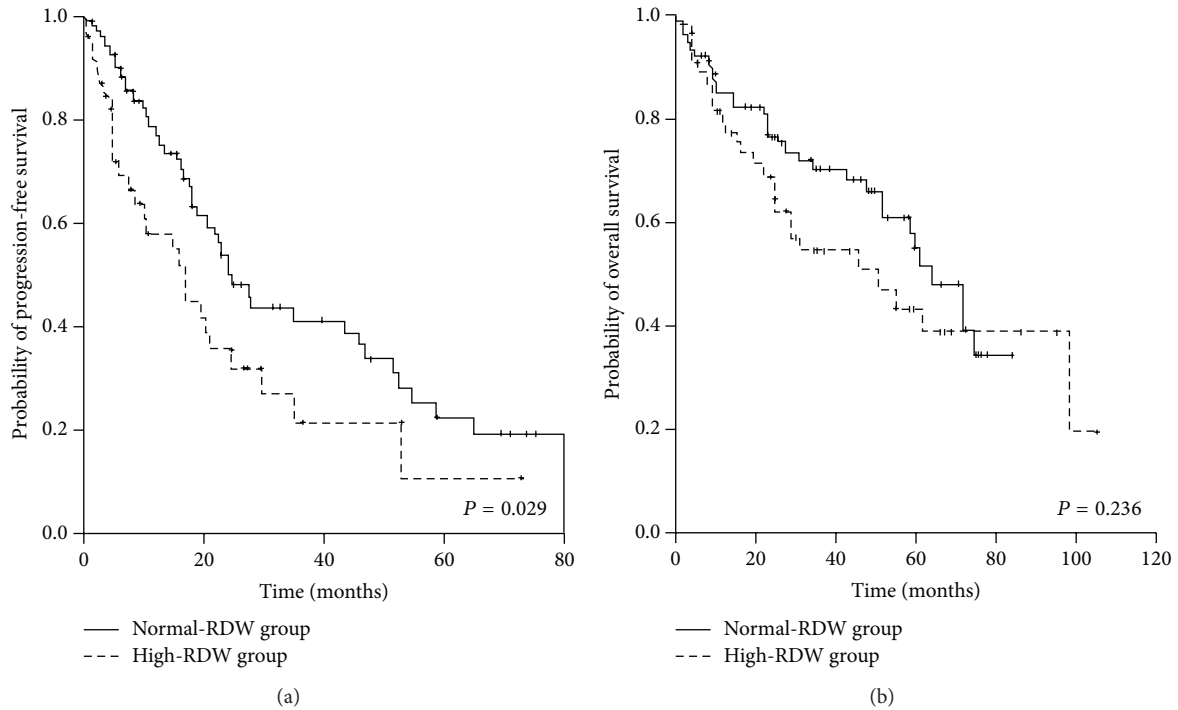 Probability of progression-free survival
1.0
0.8
0.6
0.4
0.2
0.0
P = 0.029
0 20 40 60 80
Time (months)
Normal-RDW group
High-RDW group
(a)
Probability of overall survival
1.0
0.8
0.6
0.4
0.2
0.0
P = 0.236
0 20 40 60 80 100 120
Time (months)
Normal-RDW group
High-RDW group
(b)